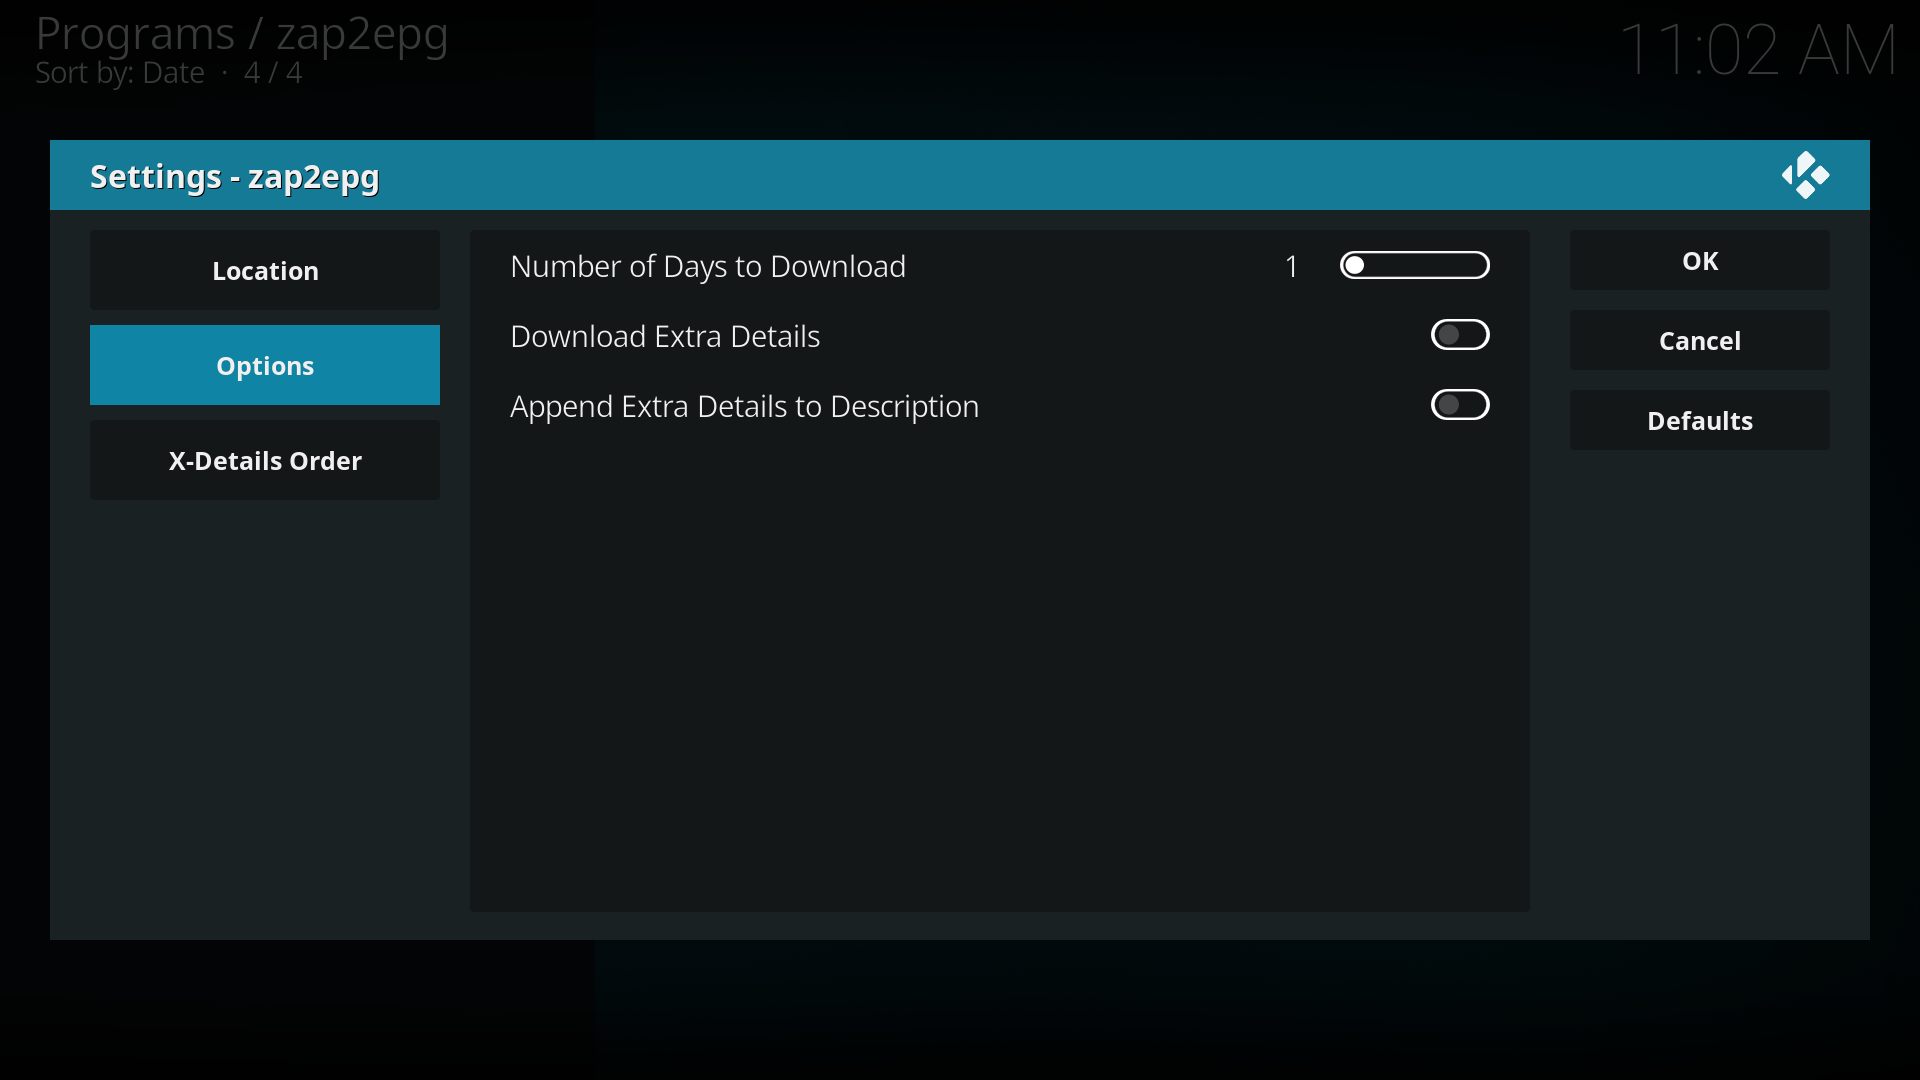 Programs / zap2epg
Sort by: Date · 4 / 4
11:02 AM
Settings - zap2epg
Location
Options
X-Details Order
Number of Days to Download 1
Download Extra Details
Append Extra Details to Description
OK
Cancel
Defaults